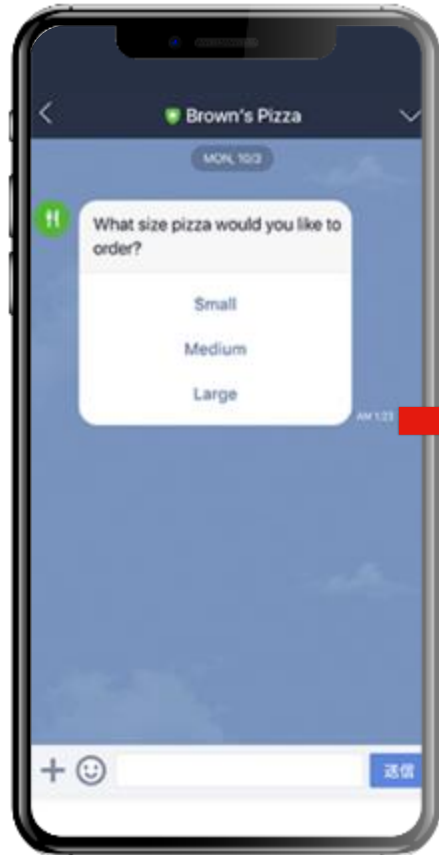 Brown's Pizza
MON, 10/3
What size pizza would you like to
order?
Small
Medium
Large
AM 1:23
送信